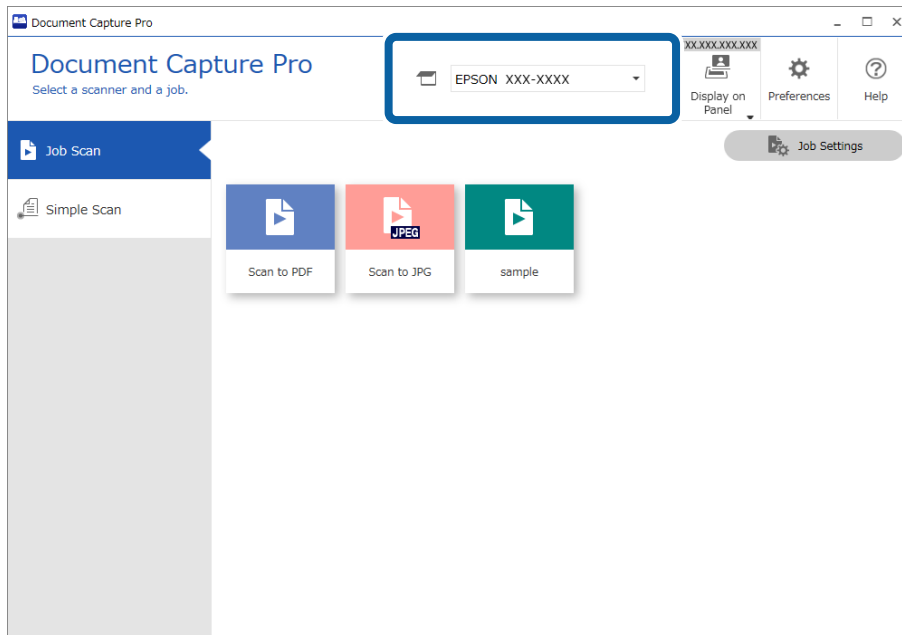 Document Capture Pro
Document Capture Pro
Select a scanner and a job.
EPSON XXX-XXXX
XX.XXX.XXX.XXX
Display on
Panel
Preferences
Help
Job Scan
Job Settings
Simple Scan
JPEG
Scan to PDF
Scan to JPG
sample